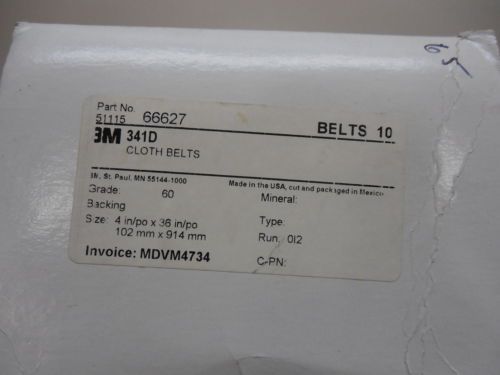 65
Part No.
51115 66627
BELTS 10
3M 341D
CLOTH BELTS
St. Paul, MN 55144-1000
Made in the USA, cut and packaged in Mexico
Grade: 60
Mineral:
Backing
Type:
Size: 4 in/po x 36 in/po
102 mm x 914 mm
Run: 0I2
Invoice: MDVM4734
C-PN: